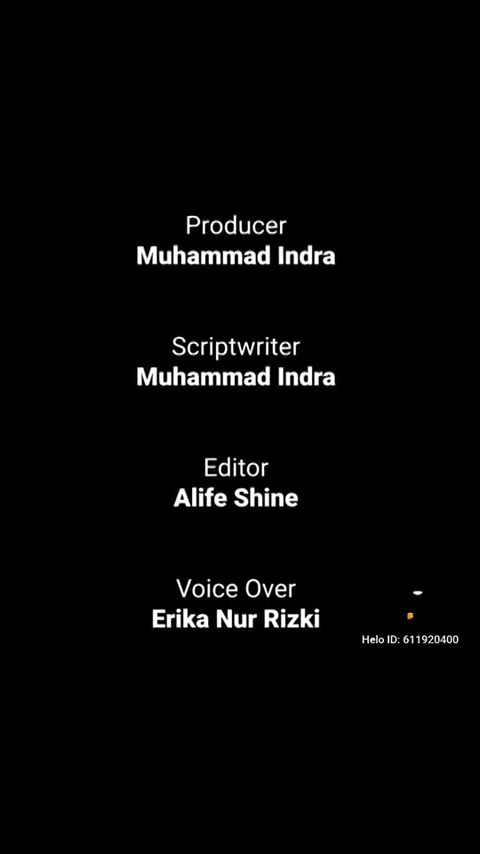 Producer
Muhammad Indra
Scriptwriter
Muhammad Indra
Editor
Alife Shine
Voice Over
Erika Nur Rizki
Helo ID: 611920400